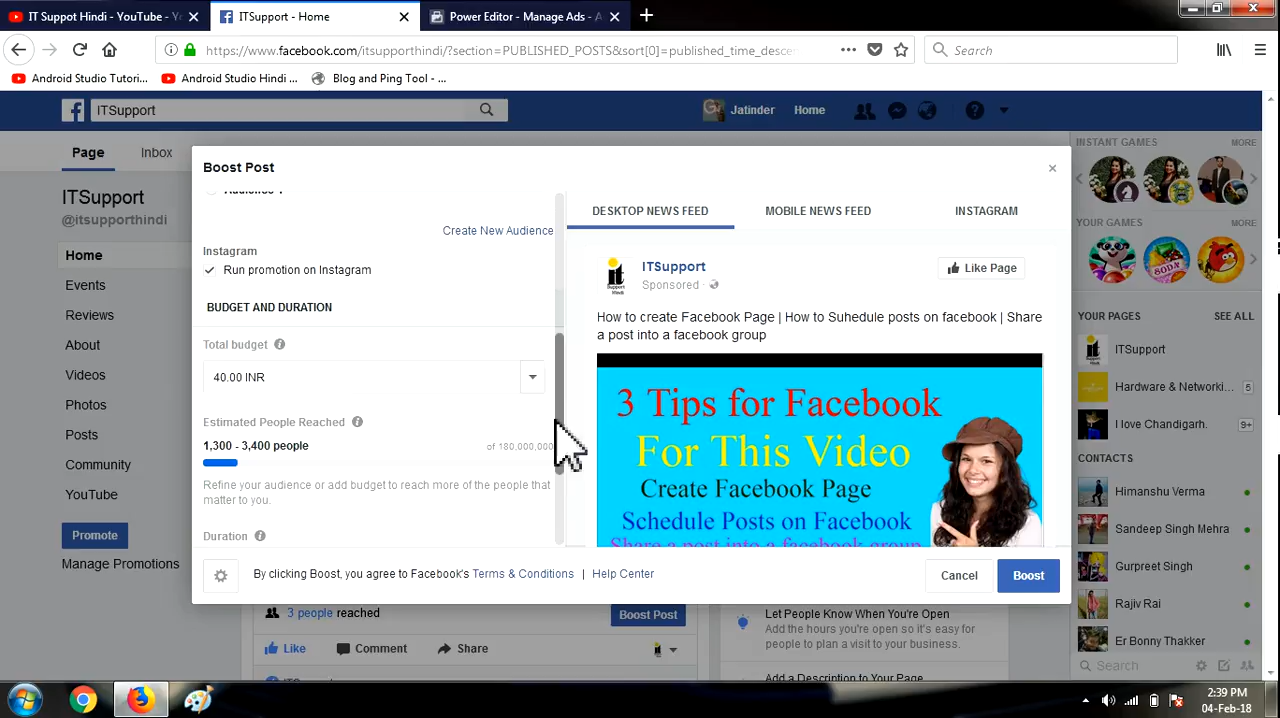 IT Suppot Hindi - YouTube - Y
ITSupport - Home
Power Editor - Manage Ads - A
https://www.facebook.com/itsupporthindi/?section=PUBLISHED_POSTS&sort[0]=published_time_desce
Search
Android Studio Tutori...
Android Studio Hindi ...
Blog and Ping Tool - ...
ITSupport
Jatinder
Home
Page
Inbox
ITSupport
@itsupporthindi
Home
Events
Reviews
About
Videos
Photos
Posts
Community
YouTube
Promote
Manage Promotions
Boost Post
Create New Audience
Instagram
Run promotion on Instagram
BUDGET AND DURATION
Total budget
40.00 INR
Estimated People Reached
1,300 - 3,400 people
of 180,000,000
Refine your audience or add budget to reach more of the people that
matter to you.
Duration
DESKTOP NEWS FEED
MOBILE NEWS FEED
INSTAGRAM
ITSupport
Sponsored
Like Page
How to create Facebook Page | How to Suhedule posts on facebook | Share
a post into a facebook group
3 Tips for Facebook
For This Video
Create Facebook Page
Schedule Posts on Facebook
Share a post into a facebook group
By clicking Boost, you agree to Facebook's Terms & Conditions | Help Center
Cancel
Boost
3 people reached
Boost Post
Like
Comment
Share
Let People Know When You're Open
Add the hours you're open so it's easy for
people to plan a visit to your business.
Add a Description to Your Page
INSTANT GAMES
MORE
YOUR GAMES
MORE
YOUR PAGES
SEE ALL
ITSupport
Hardware & Networki...
5
I love Chandigarh.
9+
CONTACTS
Himanshu Verma
Sandeep Singh Mehra
Gurpreet Singh
Rajiv Rai
Er Bonny Thakker
Search
2:39 PM
04-Feb-18